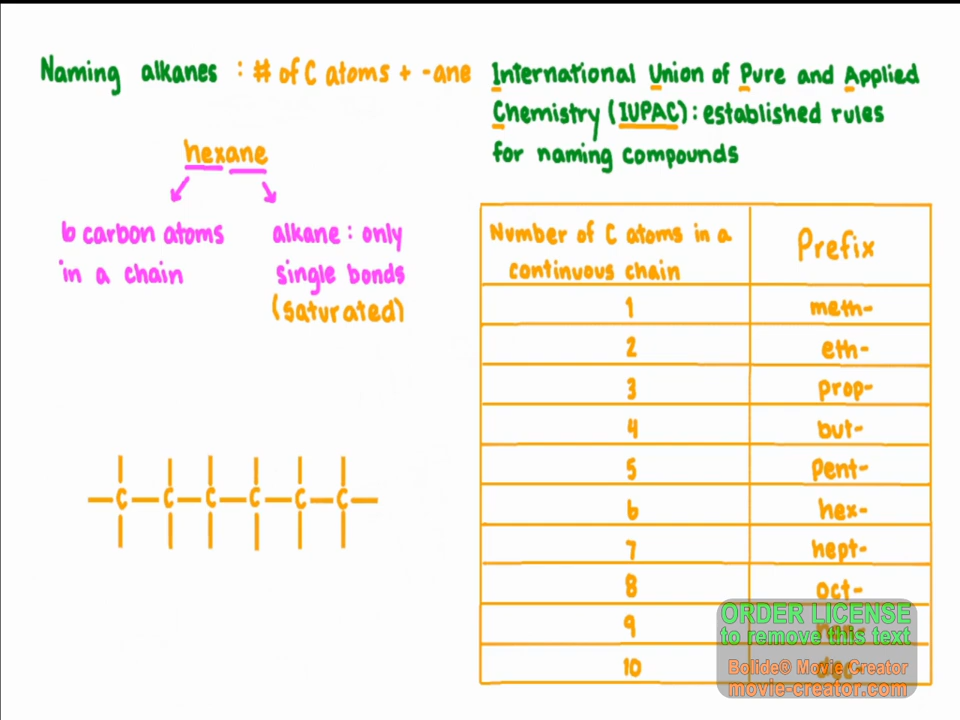 Naming alkanes : # of C atoms + -ane
International Union of Pure and Applied
Chemistry (IUPAC) : established rules
for naming compounds
hexane
6 carbon atoms
in a chain
alkane : only
single bonds
(saturated)
C C C C C C
Number of C atoms in a
continuous chain
Prefix
1 meth-
2 eth-
3 prop-
4 but-
5 pent-
6 hex-
7 hept-
8 oct-
9 non-
10 dec-
ORDER LICENSE
to remove this text
Bolide® Movie Creator
movie-creator.com